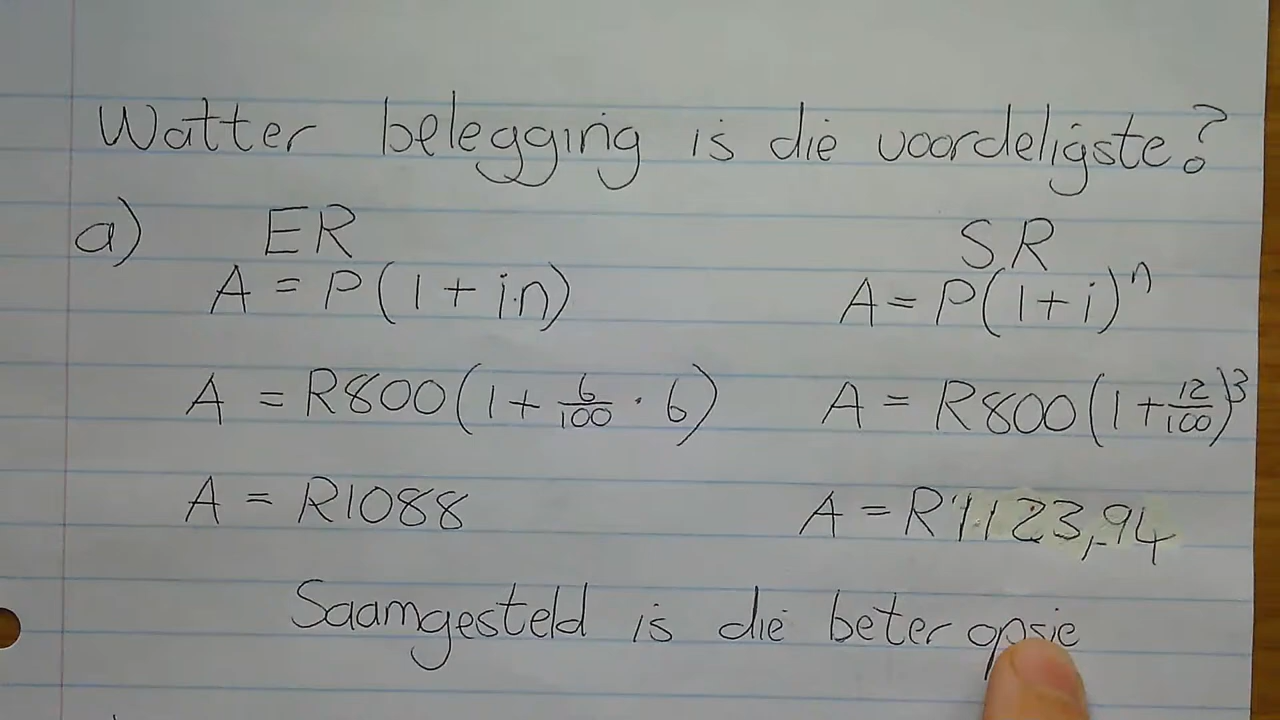 Watter belegging is die voordeligste?
a) ER SR
A = P(1 + i·n) A = P(1+i)^n
A = R800(1 + 6/100 · 6) A = R800(1+12/100)^3
A = R1088 A = R1123,94
Saamgesteld is die beter opsie